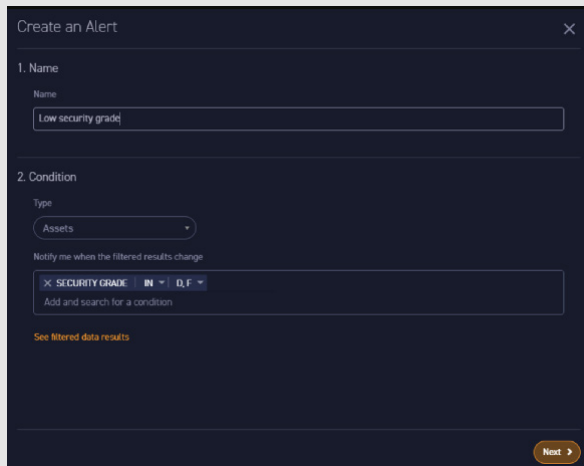 Create an Alert
1. Name
Name
Low security grade
2. Condition
Type
Assets
Notify me when the filtered results change
SECURITY GRADE IN D, F
Add and search for a condition
See filtered data results
Next